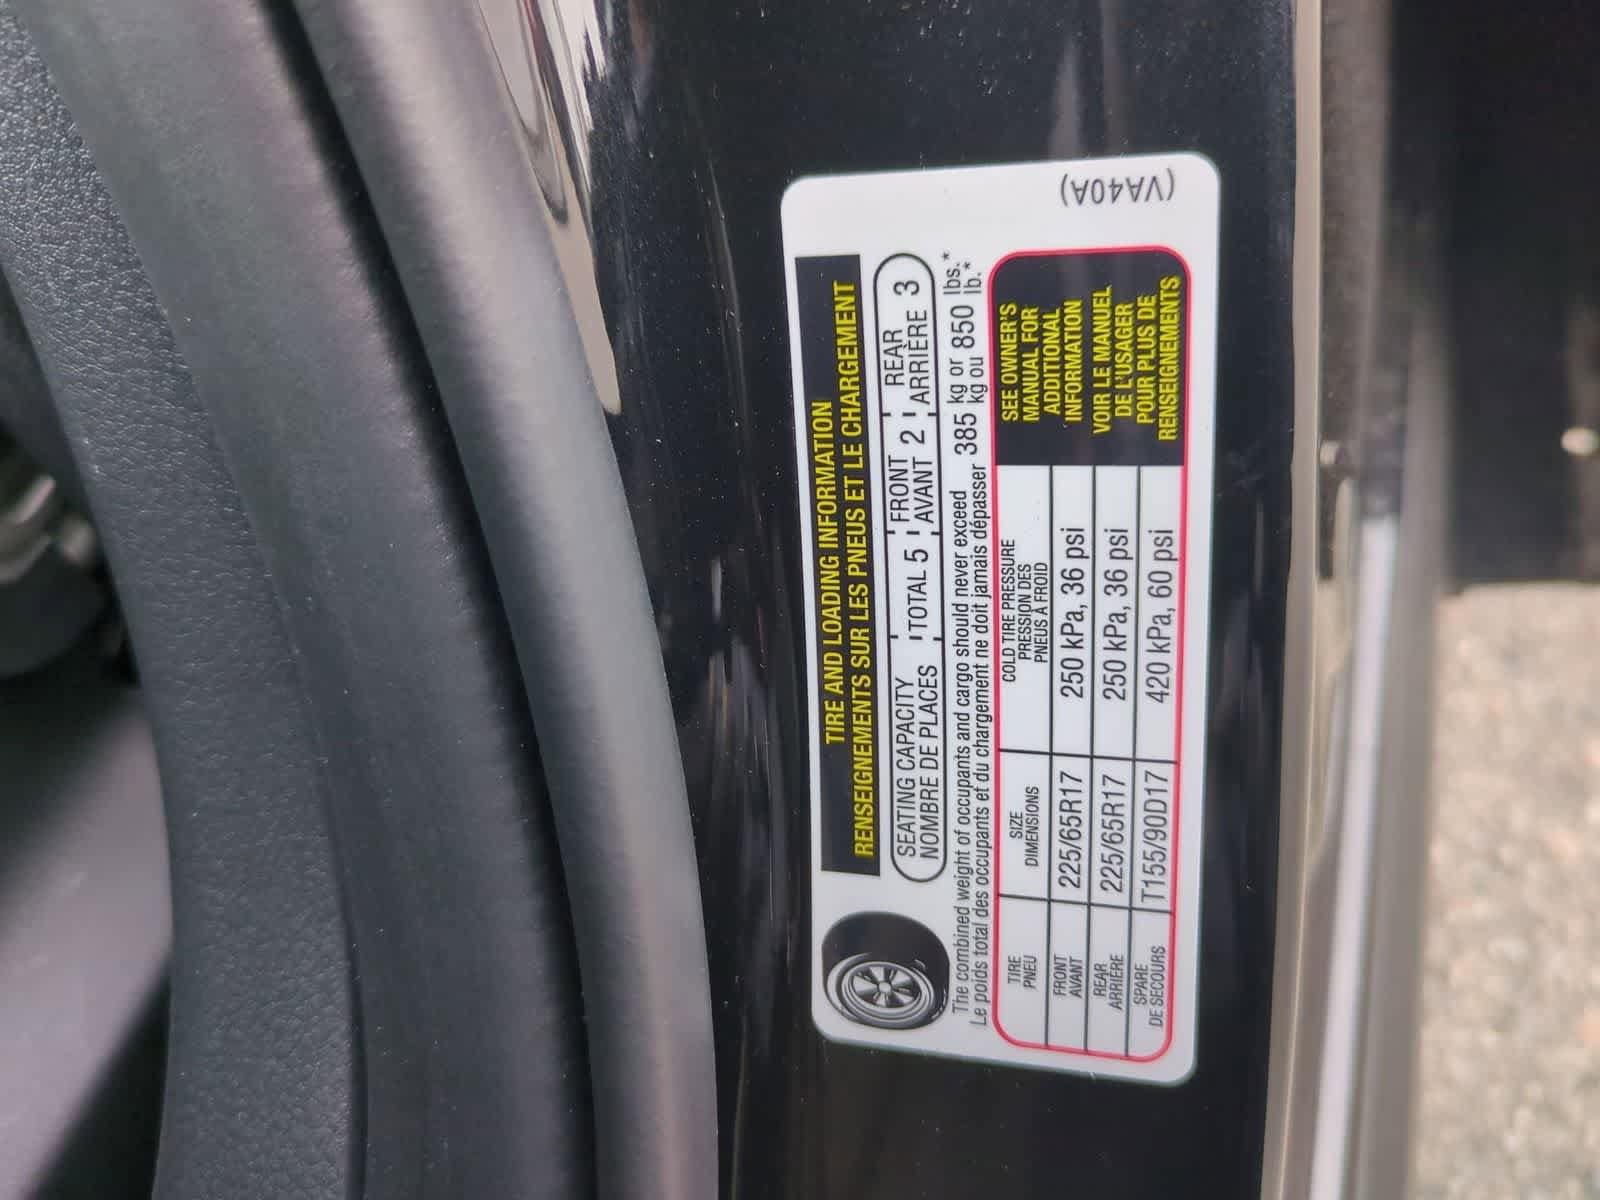 TIRE AND LOADING INFORMATION
RENSEIGNEMENTS SUR LES PNEUS ET LE CHARGEMENT
SEATING CAPACITY TOTAL 5 FRONT 2 REAR 3
NOMBRE DE PLACES AVANT ARRIÈRE
The combined weight of occupants and cargo should never exceed 385 kg or 850 lbs.*
Le poids total des occupants et du chargement ne doit jamais dépasser kg ou lb.*
TIRE SIZE COLD TIRE PRESSURE
PNEU DIMENSIONS PRESSION DES
PNEUS À FROID
FRONT 225/65R17 250 kPa, 36 psi
AVANT
REAR 225/65R17 250 kPa, 36 psi
ARRIÈRE
SPARE T155/90D17 420 kPa, 60 psi
DE SECOURS
SEE OWNER'S
MANUAL FOR
ADDITIONAL
INFORMATION
VOIR LE MANUEL
DE L'USAGER
POUR PLUS DE
RENSEIGNEMENTS
(VA40A)